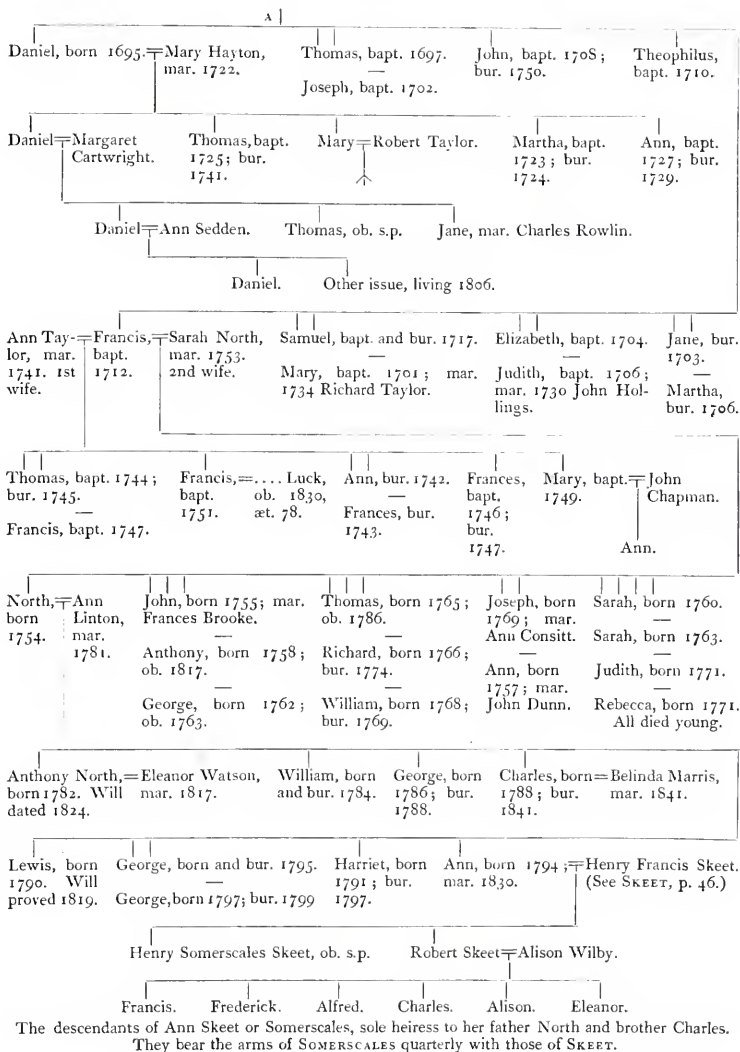 A
Daniel, born 1695.=Mary Hayton, Thomas, bapt. 1697. John, bapt. 1708; Theophilus,
mar. 1722. — bur. 1750. bapt. 1710.
Joseph, bapt. 1702.
Daniel=Margaret Thomas, bapt. Mary=Robert Taylor. Martha, bapt. Ann, bapt.
Cartwright. 1725; bur. 1723; bur. 1727; bur.
1741. 1724. 1729.
Daniel=Ann Sedden. Thomas, ob. s.p. Jane, mar. Charles Rowlin.
Daniel. Other issue, living 1806.
Ann Tay-=Francis,=Sarah North, Samuel, bapt. and bur. 1717. Elizabeth, bapt. 1704. Jane, bur.
lor, mar. bapt. mar. 1753. — — 1703.
1741. 1st 1712. 2nd wife. Mary, bapt. 1701; mar. Judith, bapt. 1706; —
wife. 1734 Richard Taylor. mar. 1730 John Hol- Martha,
lings. bur. 1706.
Thomas, bapt. 1744; Francis,=.... Luck, Ann, bur. 1742. Frances, Mary, bapt.=John
bur. 1745. bapt. ob. 1830, — bapt. 1749. Chapman.
— 1751. æt. 78. Frances, bur. 1746;
Francis, bapt. 1747. 1743. bur.
1747. Ann.
North,=Ann John, born 1755; mar. Thomas, born 1765; Joseph, born Sarah, born 1760.
born Linton, Frances Brooke. ob. 1786. 1769; mar. —
1754. mar. — — Ann Consitt. Sarah, born 1763.
1781. Anthony, born 1758; Richard, born 1766; — —
ob. 1817. bur. 1774. Ann, born Judith, born 1771.
— — 1757; mar. —
George, born 1762; William, born 1768; John Dunn. Rebecca, born 1771.
ob. 1763. bur. 1769. All died young.
Anthony North,=Eleanor Watson, William, born George, born Charles, born=Belinda Marris,
born 1782. Will mar. 1817. and bur. 1784. 1786; bur. 1788; bur. mar. 1841.
dated 1824. 1788. 1841.
Lewis, born George, born and bur. 1795. Harriet, born Ann, born 1794;=Henry Francis Skeet.
1790. Will — 1791; bur. mar. 1830. (See SKEET, p. 46.)
proved 1819. George, born 1797; bur. 1799 1797.
Henry Somerscales Skeet, ob. s.p. Robert Skeet=Alison Wilby.
Francis. Frederick. Alfred. Charles. Alison. Eleanor.
The descendants of Ann Skeet or Somerscales, sole heiress to her father North and brother Charles.
They bear the arms of SOMERSCALES quarterly with those of SKEET.